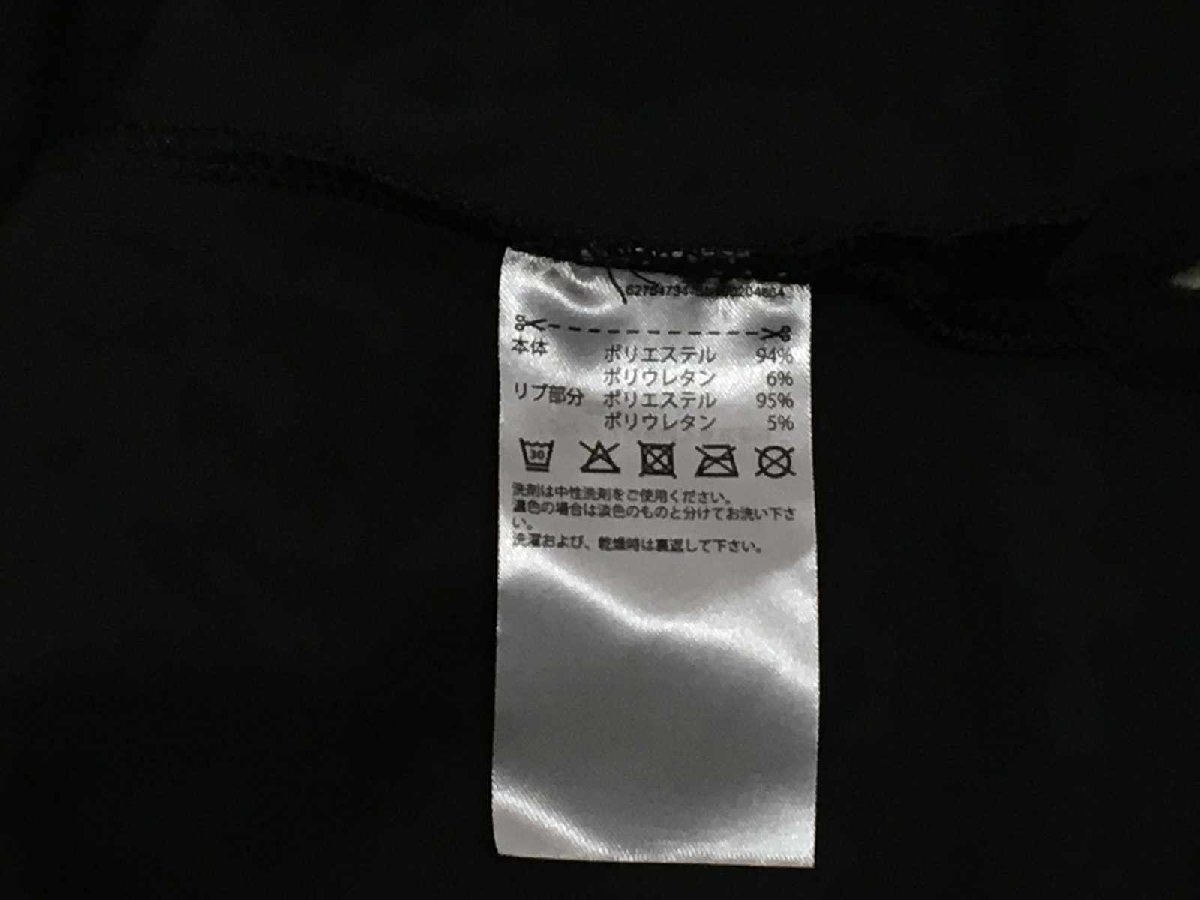 本体 ポリエステル 94%
ポリウレタン 6%
リブ部分 ポリエステル 95%
ポリウレタン 5%
30
洗剤は中性洗剤をご使用ください。
濃色の場合は淡色のものと分けてお洗い下さ
い。
洗濯および、乾燥時は裏返して下さい。